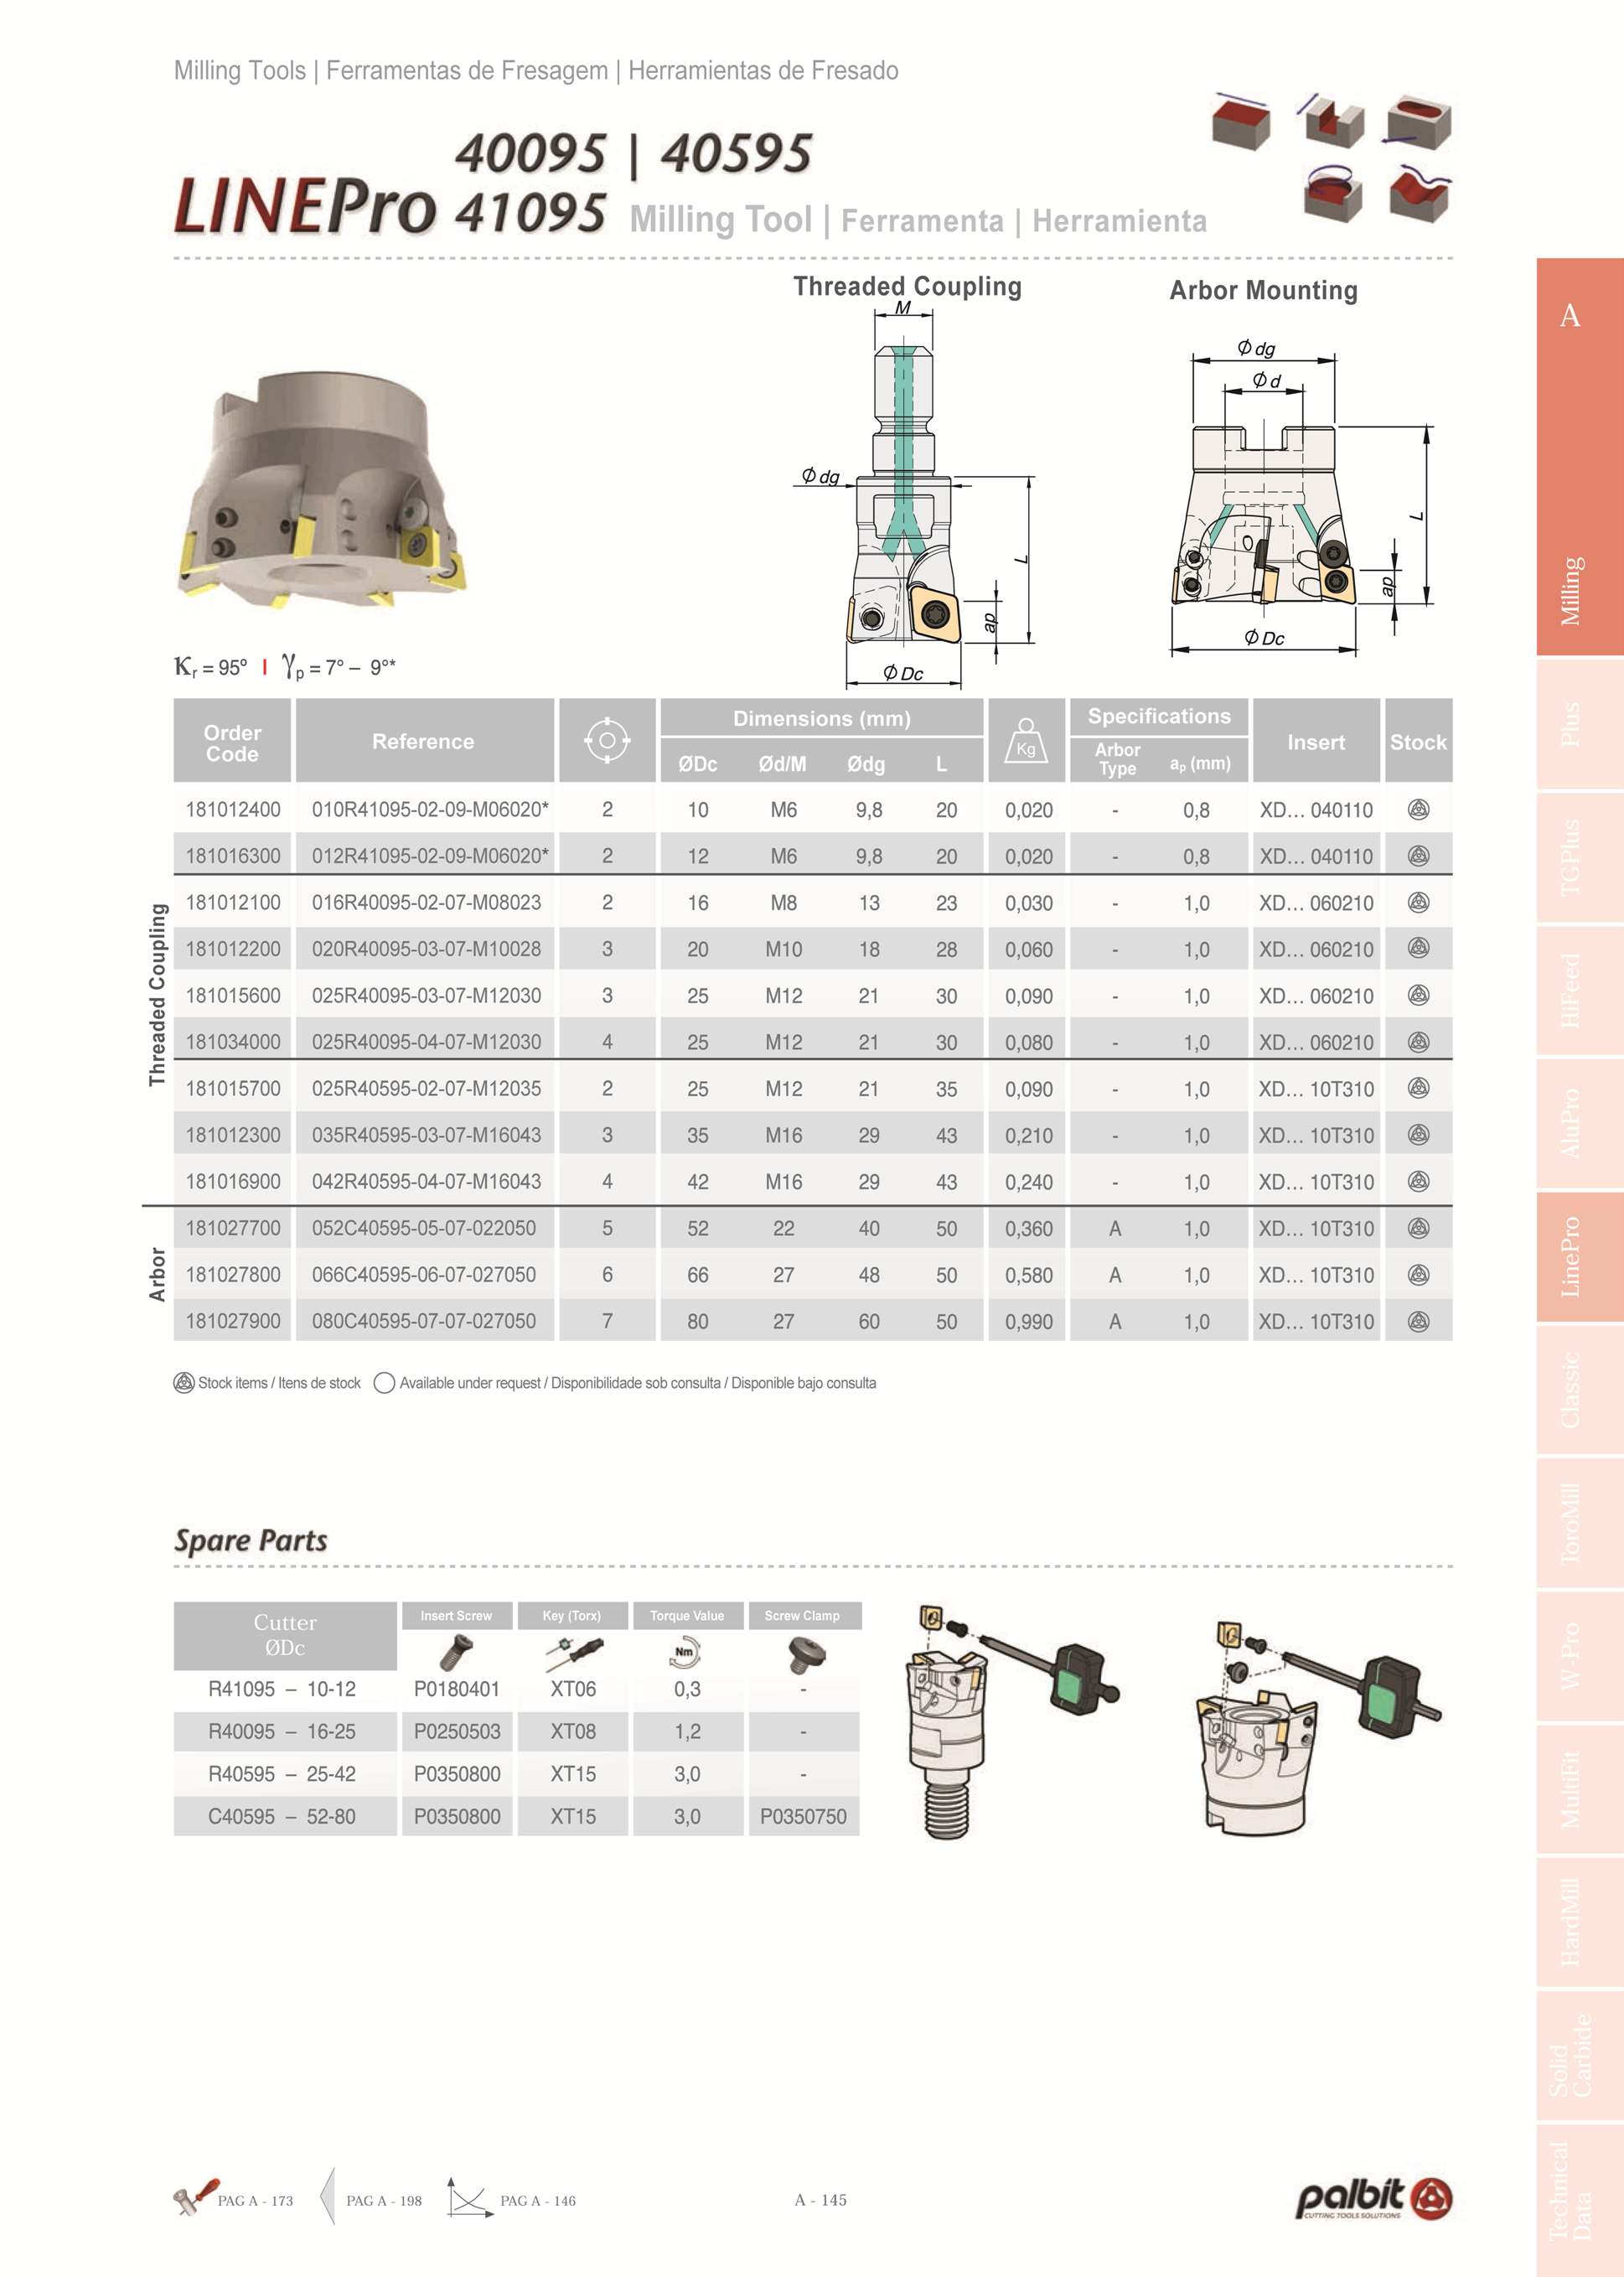 Milling Tools | Ferramentas de Fresagem | Herramientas de Fresado
40095 | 40595
LINEPro 41095 Milling Tool | Ferramenta | Herramienta
Threaded Coupling
Arbor Mounting
M
Ø dg
L
ap
Ø Dc
Ø dg
Ø d
L
ap
Ø Dc
Κr = 95º | γp = 7° – 9°*
Order Code Reference Dimensions (mm) Kg Specifications Insert Stock
ØDc Ød/M Ødg L Arbor Type ap (mm)
Threaded Coupling
181012400 010R41095-02-09-M06020* 2 10 M6 9,8 20 0,020 - 0,8 XD... 040110
181016300 012R41095-02-09-M06020* 2 12 M6 9,8 20 0,020 - 0,8 XD... 040110
181012100 016R40095-02-07-M08023 2 16 M8 13 23 0,030 - 1,0 XD... 060210
181012200 020R40095-03-07-M10028 3 20 M10 18 28 0,060 - 1,0 XD... 060210
181015600 025R40095-03-07-M12030 3 25 M12 21 30 0,090 - 1,0 XD... 060210
181034000 025R40095-04-07-M12030 4 25 M12 21 30 0,080 - 1,0 XD... 060210
181015700 025R40595-02-07-M12035 2 25 M12 21 35 0,090 - 1,0 XD... 10T310
181012300 035R40595-03-07-M16043 3 35 M16 29 43 0,210 - 1,0 XD... 10T310
181016900 042R40595-04-07-M16043 4 42 M16 29 43 0,240 - 1,0 XD... 10T310
Arbor
181027700 052C40595-05-07-022050 5 52 22 40 50 0,360 A 1,0 XD... 10T310
181027800 066C40595-06-07-027050 6 66 27 48 50 0,580 A 1,0 XD... 10T310
181027900 080C40595-07-07-027050 7 80 27 60 50 0,990 A 1,0 XD... 10T310
Stock items / Itens de stock Available under request / Disponibilidade sob consulta / Disponible bajo consulta
Spare Parts
Cutter ØDc Insert Screw Key (Torx) Torque Value Screw Clamp
Nm
R41095 – 10-12 P0180401 XT06 0,3 -
R40095 – 16-25 P0250503 XT08 1,2 -
R40595 – 25-42 P0350800 XT15 3,0 -
C40595 – 52-80 P0350800 XT15 3,0 P0350750
PAG A - 173 PAG A - 198 PAG A - 146
A - 145
palbit
CUTTING TOOLS SOLUTIONS
A
Milling
Plus
TGPlus
HiFeed
AluPro
LinePro
Classic
ToroMill
W-Pro
MultiFit
HardMill
Solid Carbide
Technical Data